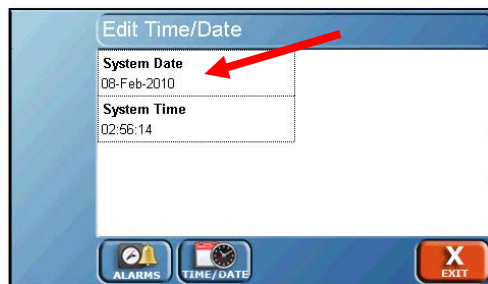 Edit Time/Date
System Date
08-Feb-2010
System Time
02:56:14
ALARMS
TIME/DATE
X
EXIT